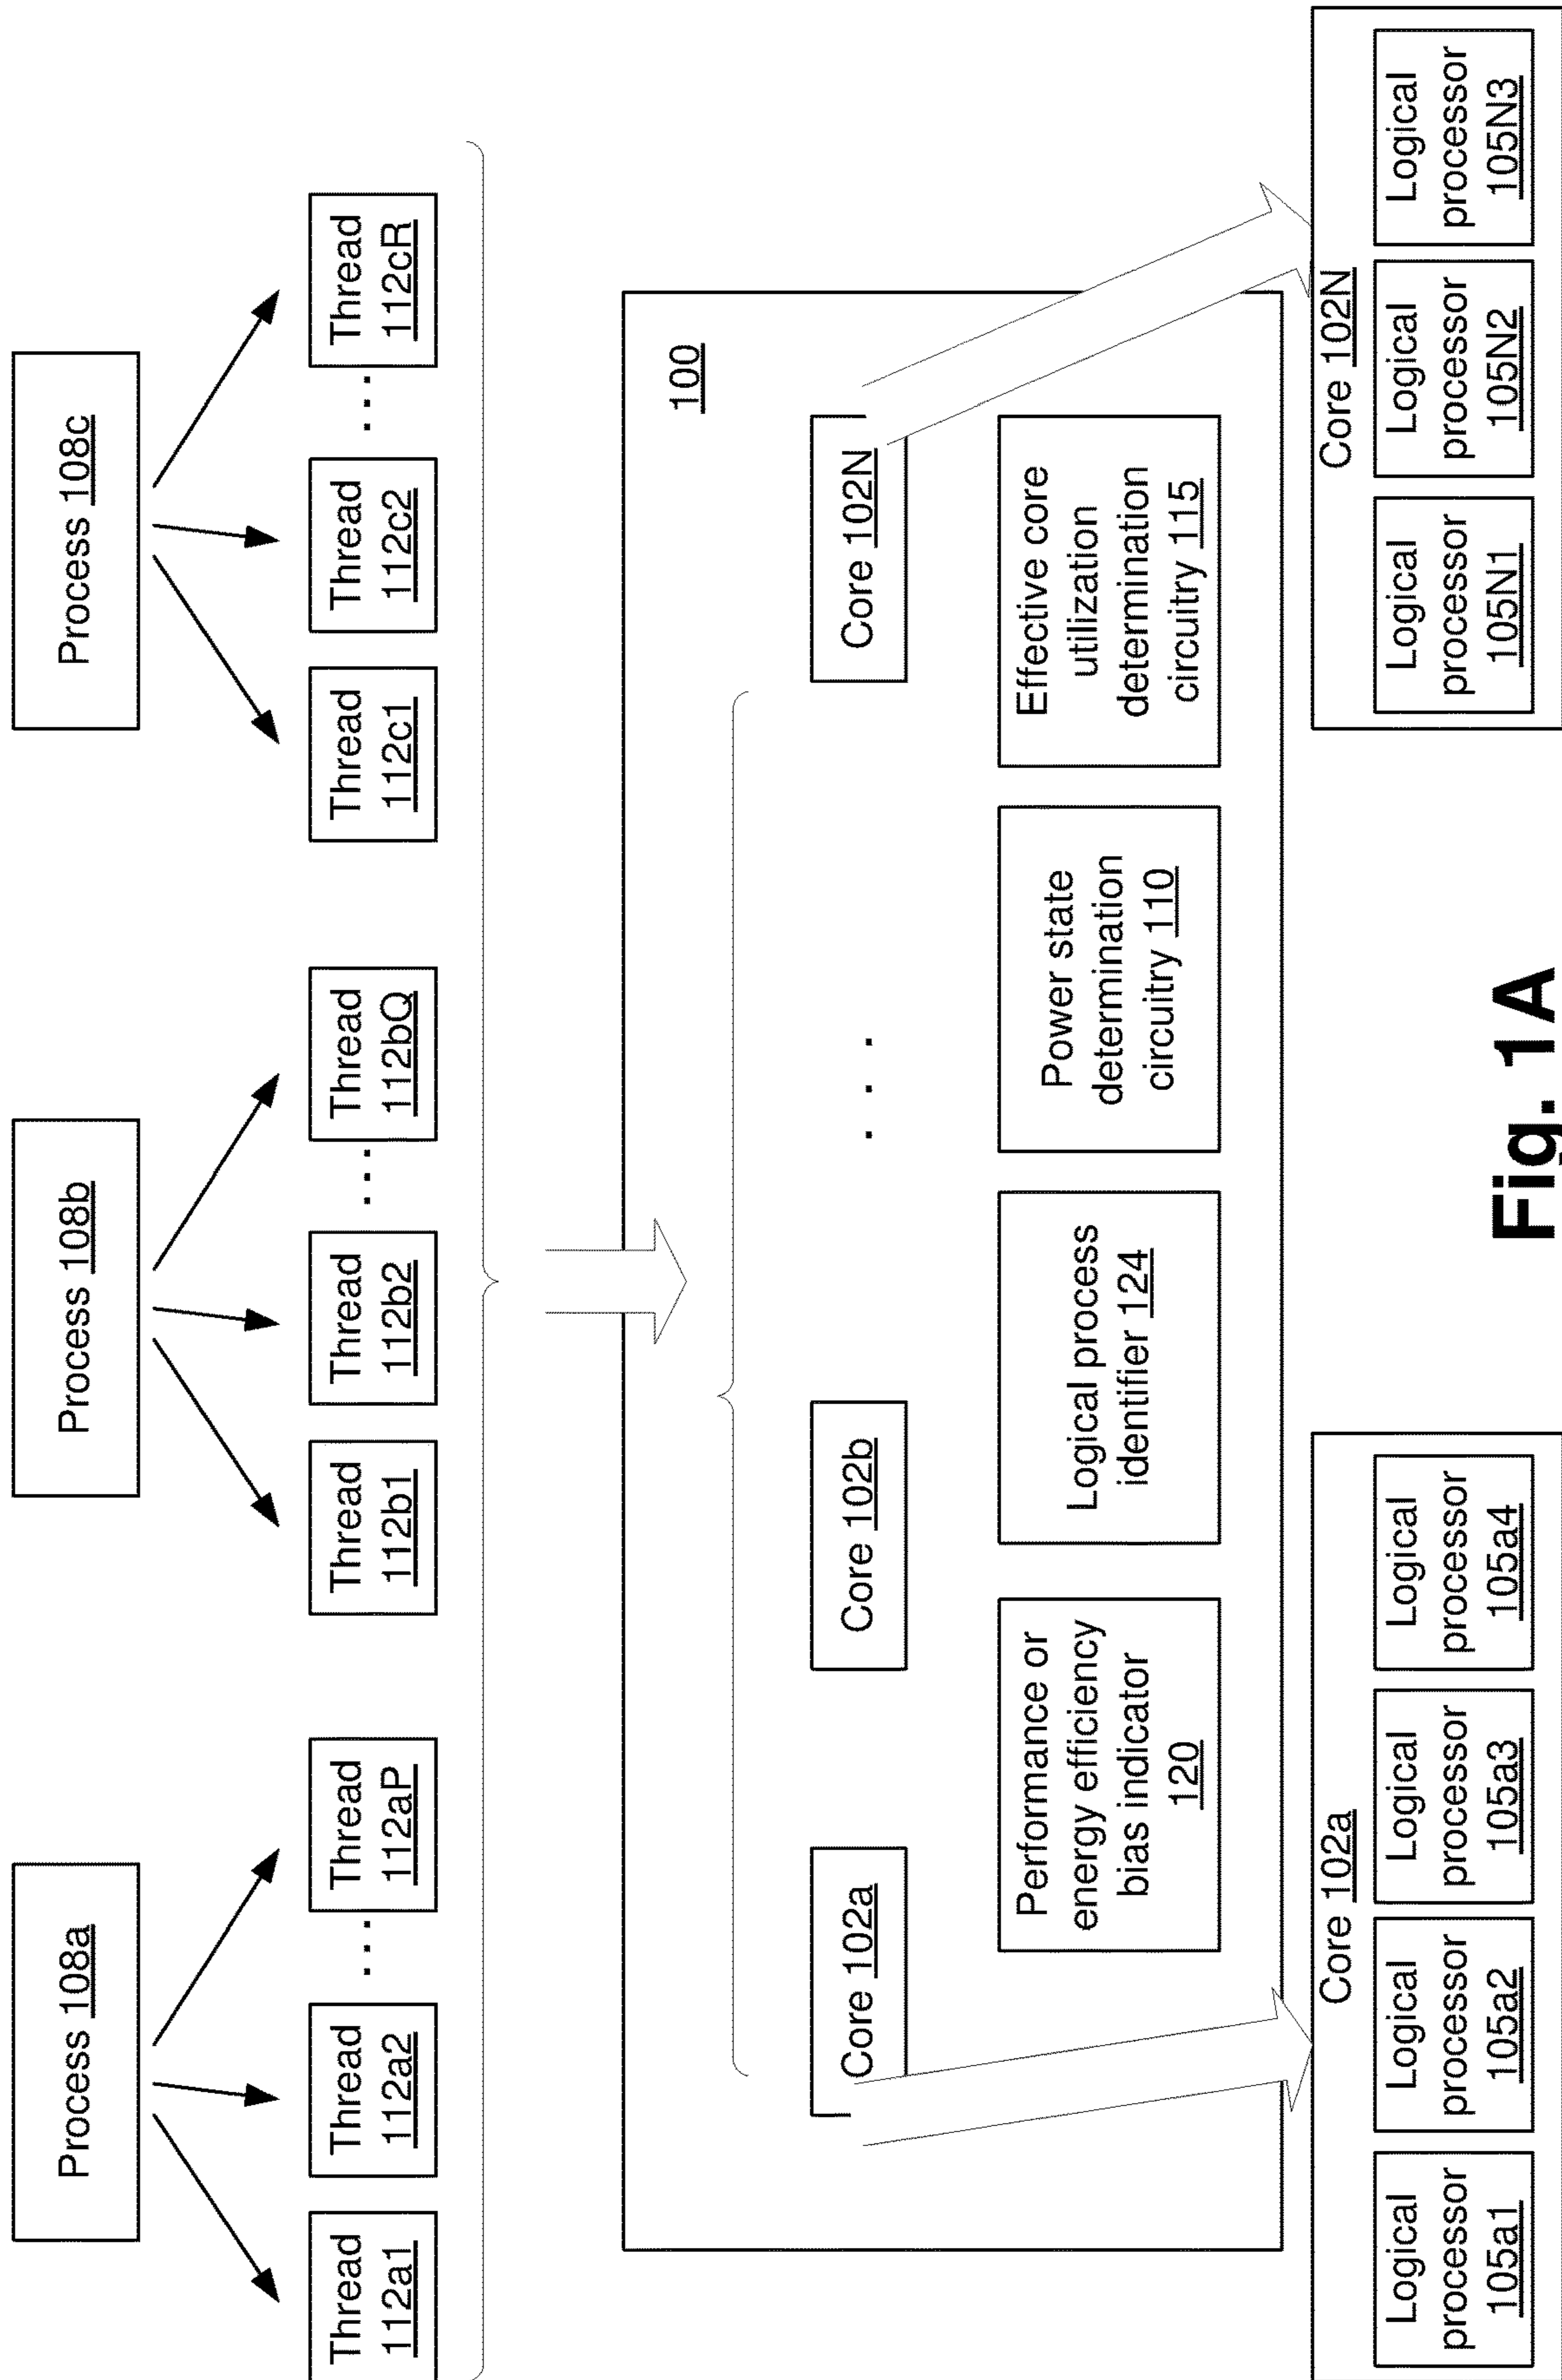 Process 108a
Process 108b
Process 108c
Thread
112a1
Thread
112a2
...
Thread
112aP
Thread
112b1
Thread
112b2
...
Thread
112bQ
Thread
112c1
Thread
112c2
...
Thread
112cR
100
Core 102a
Core 102b
. . .
Core 102N
Performance or
energy efficiency
bias indicator
120
Logical process
identifier 124
Power state
determination
circuitry 110
Effective core
utilization
determination
circuitry 115
Core 102a
Logical
processor
105a1
Logical
processor
105a2
Logical
processor
105a3
Logical
processor
105a4
Core 102N
Logical
processor
105N1
Logical
processor
105N2
Logical
processor
105N3
Fig. 1A